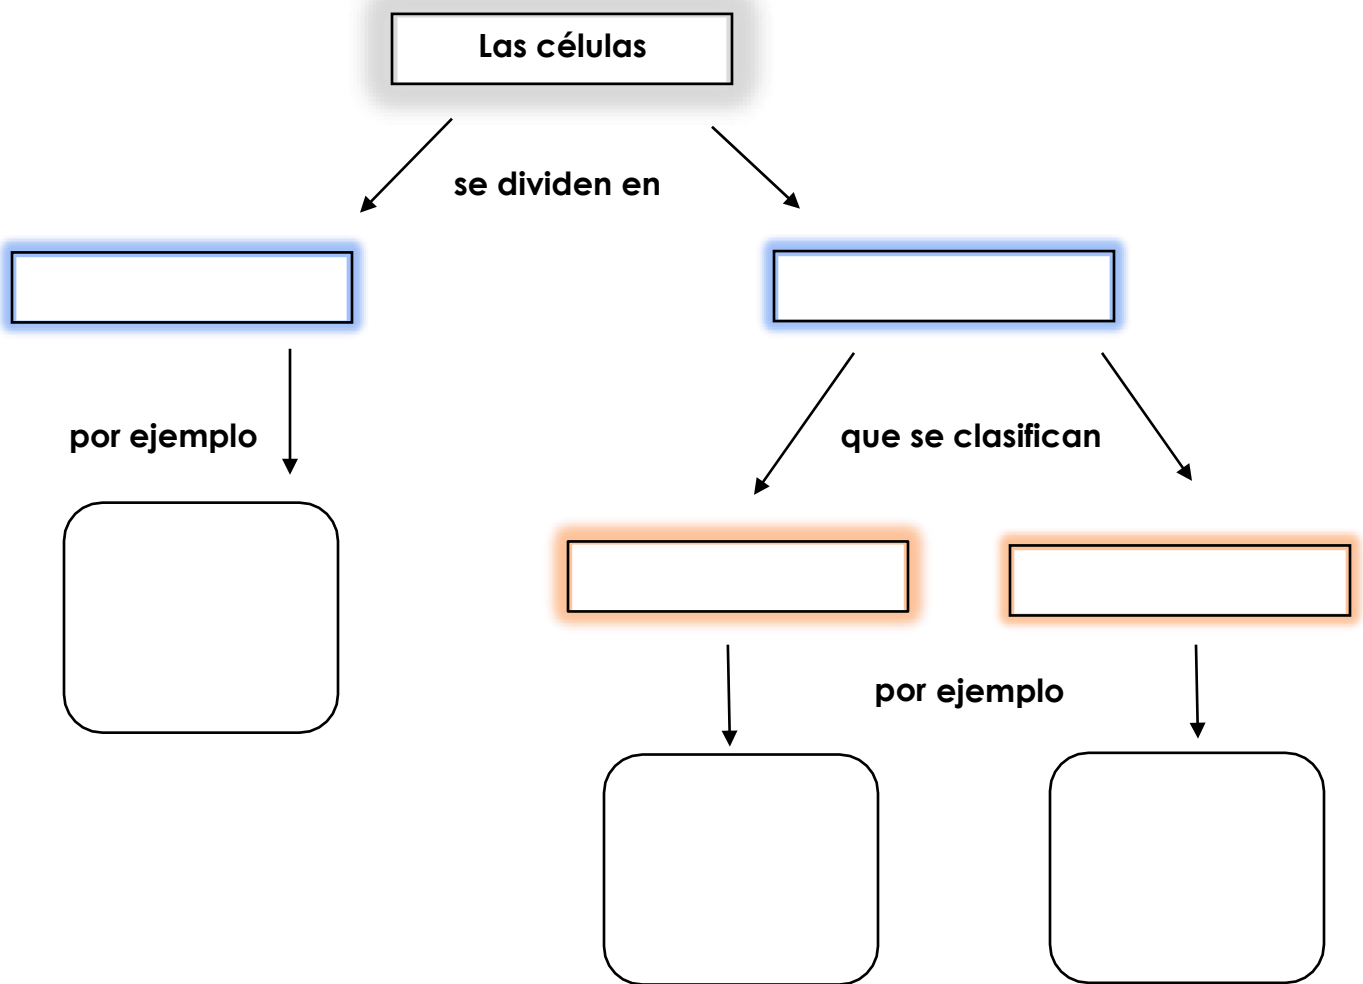 Las células
se dividen en
por ejemplo
que se clasifican
por ejemplo